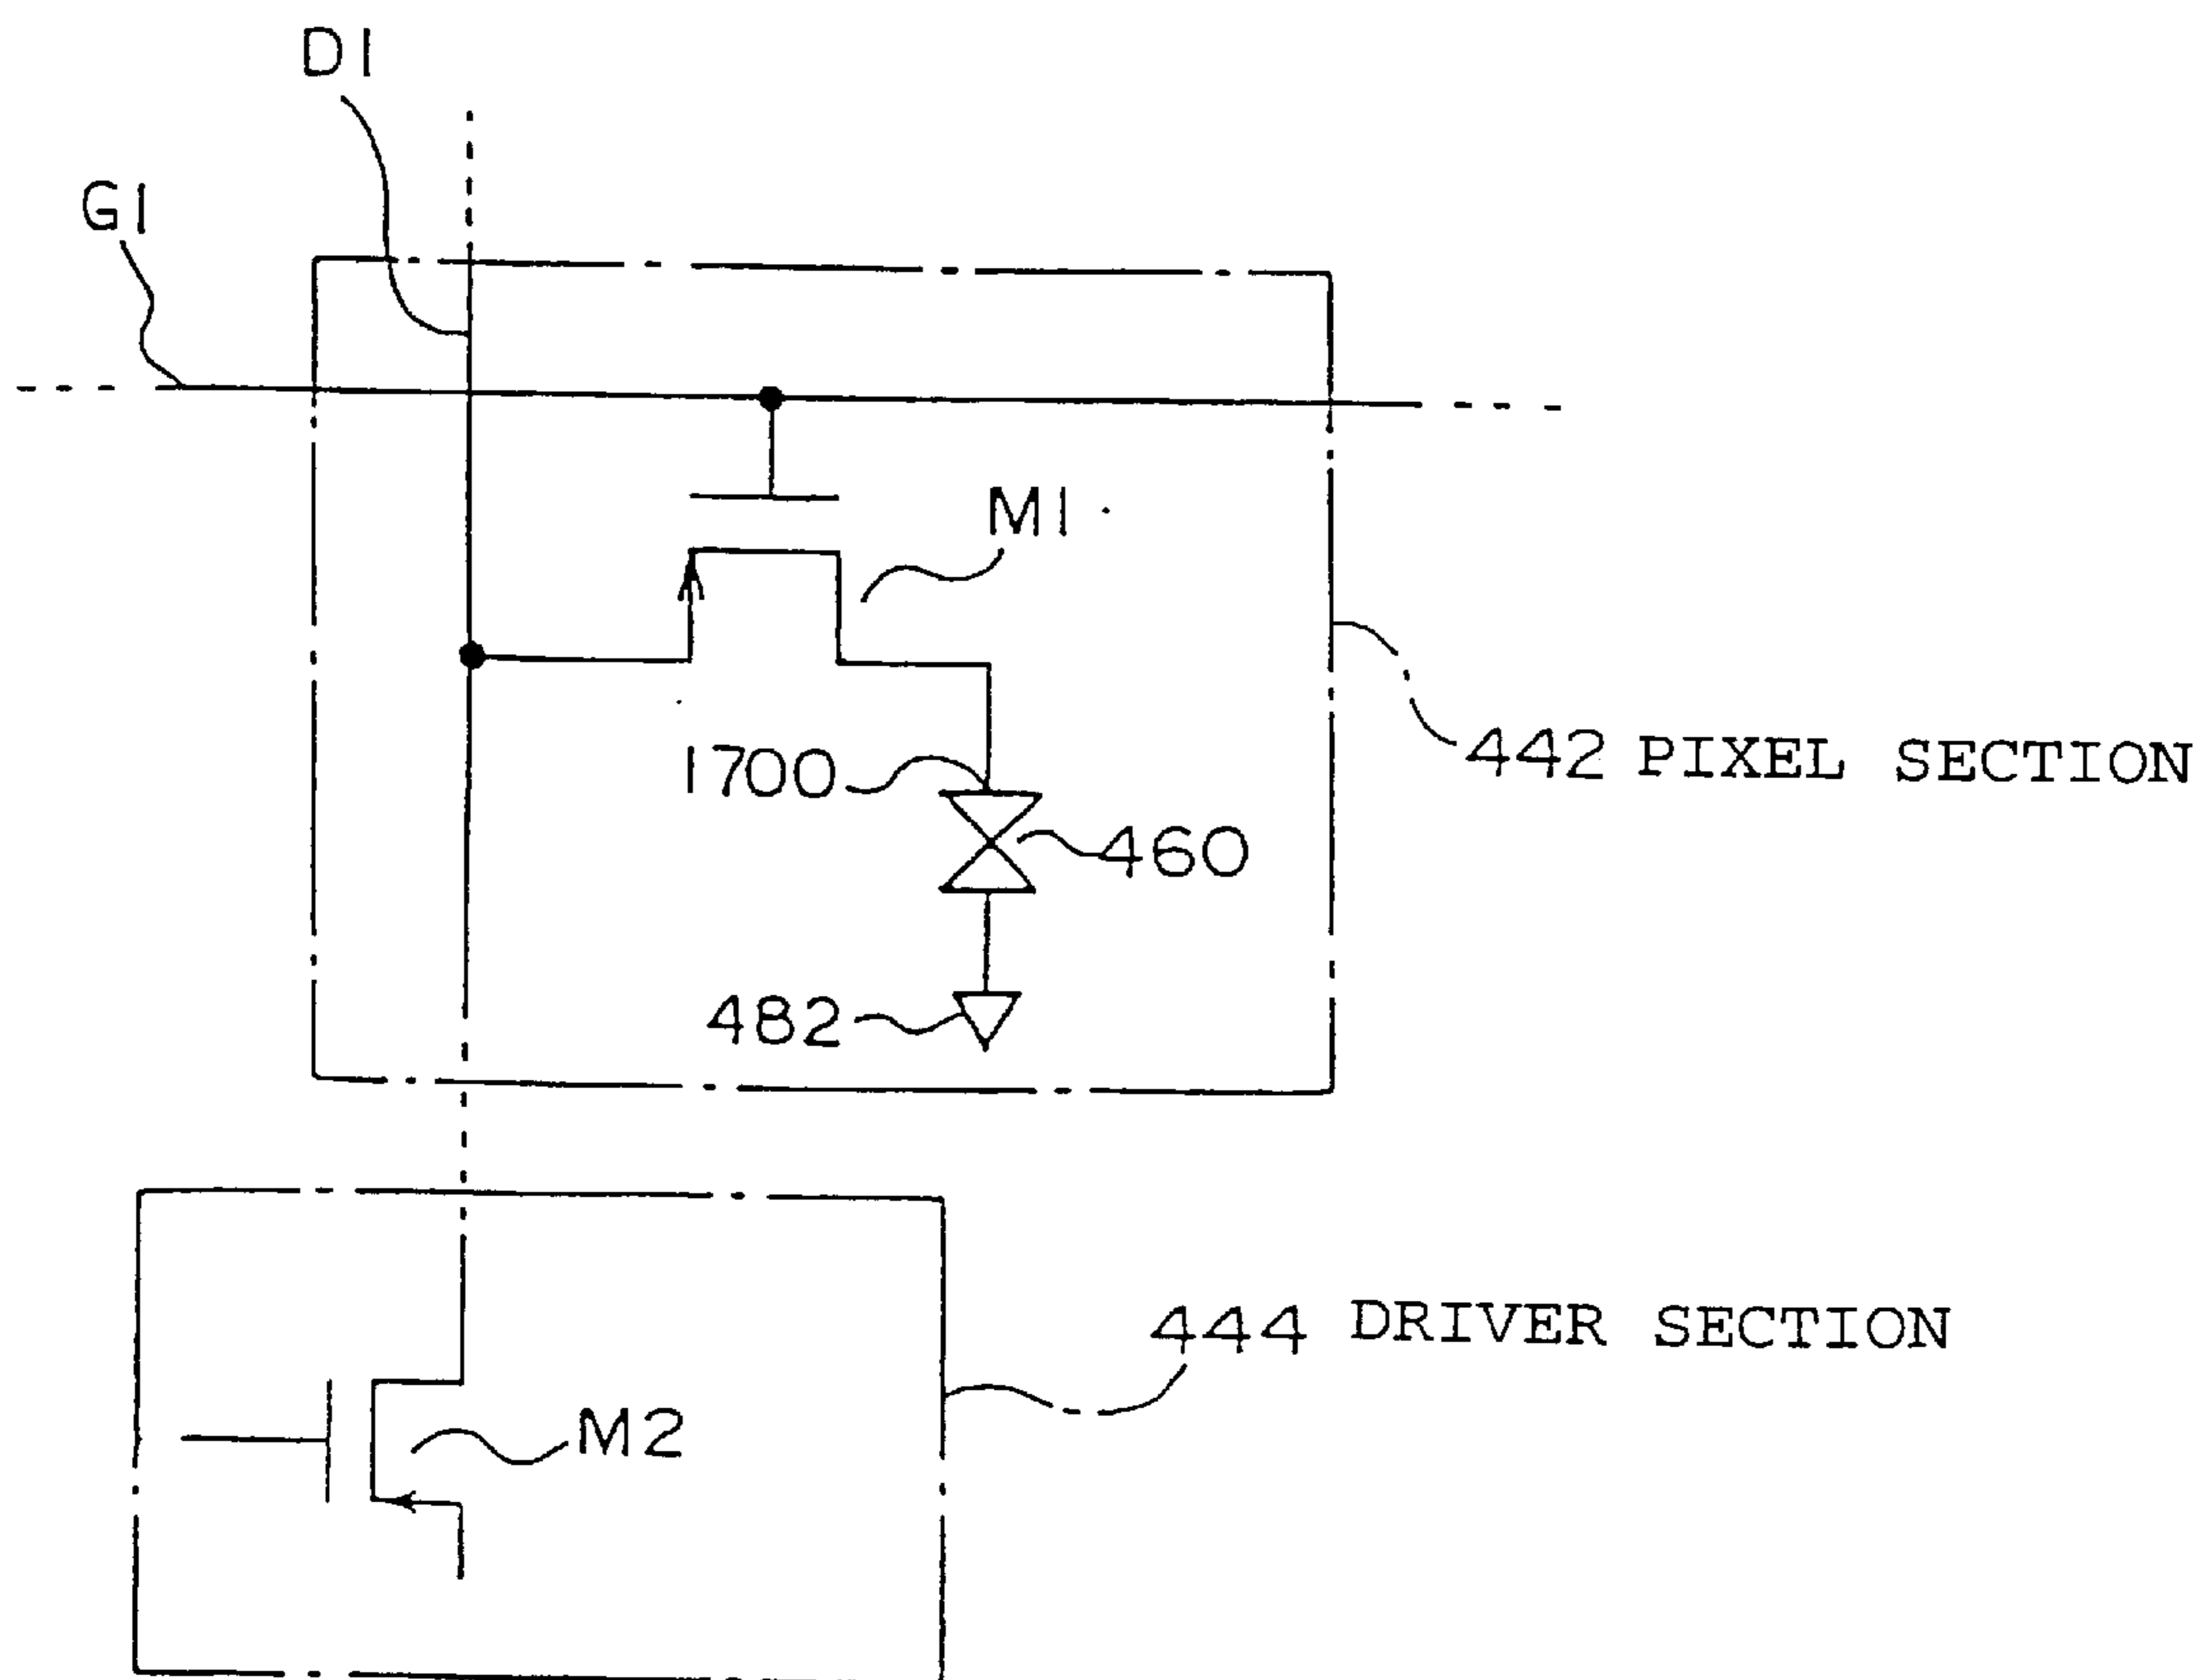 D1
G1
M1
1700
442 PIXEL SECTION
460
482
444 DRIVER SECTION
M2